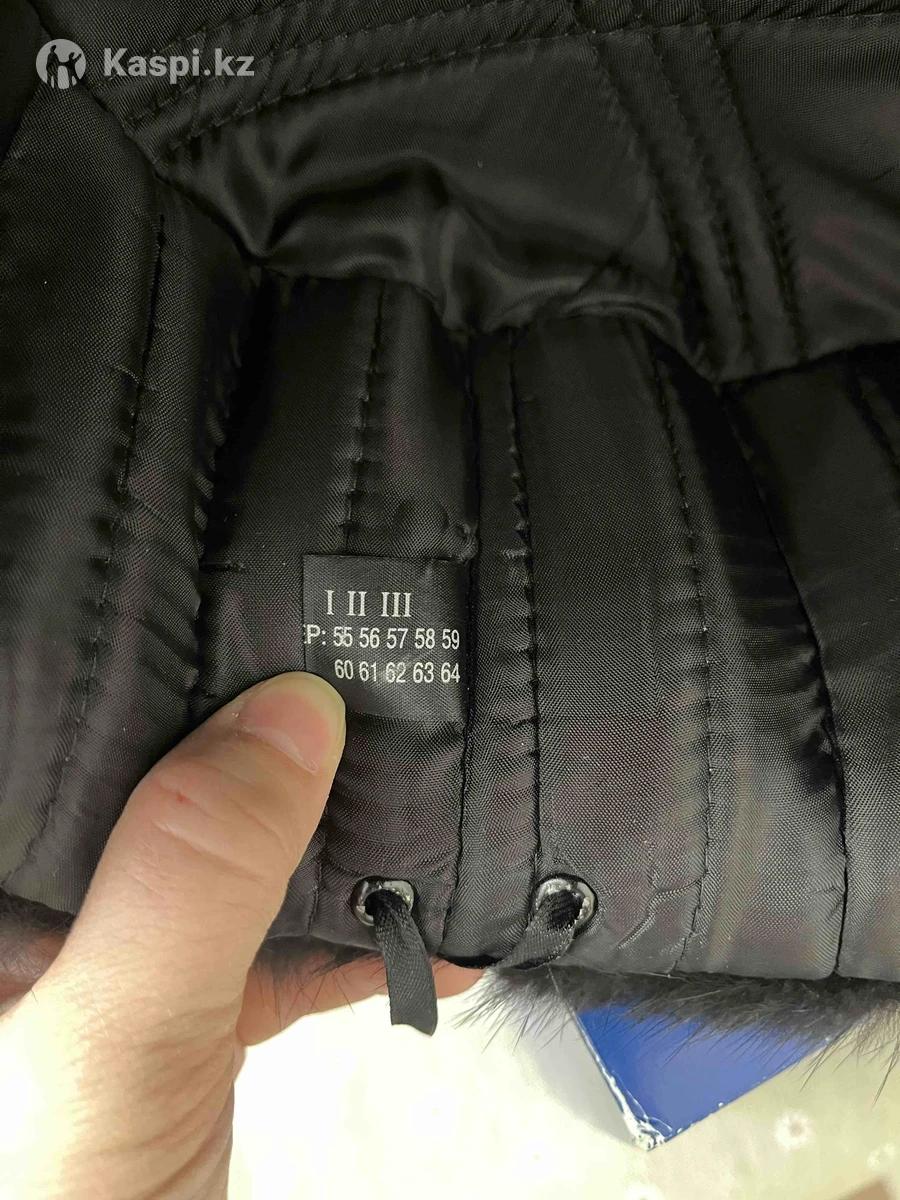 Kaspi.kz
I II III
Р: 55 56 57 58 59
60 61 62 63 64